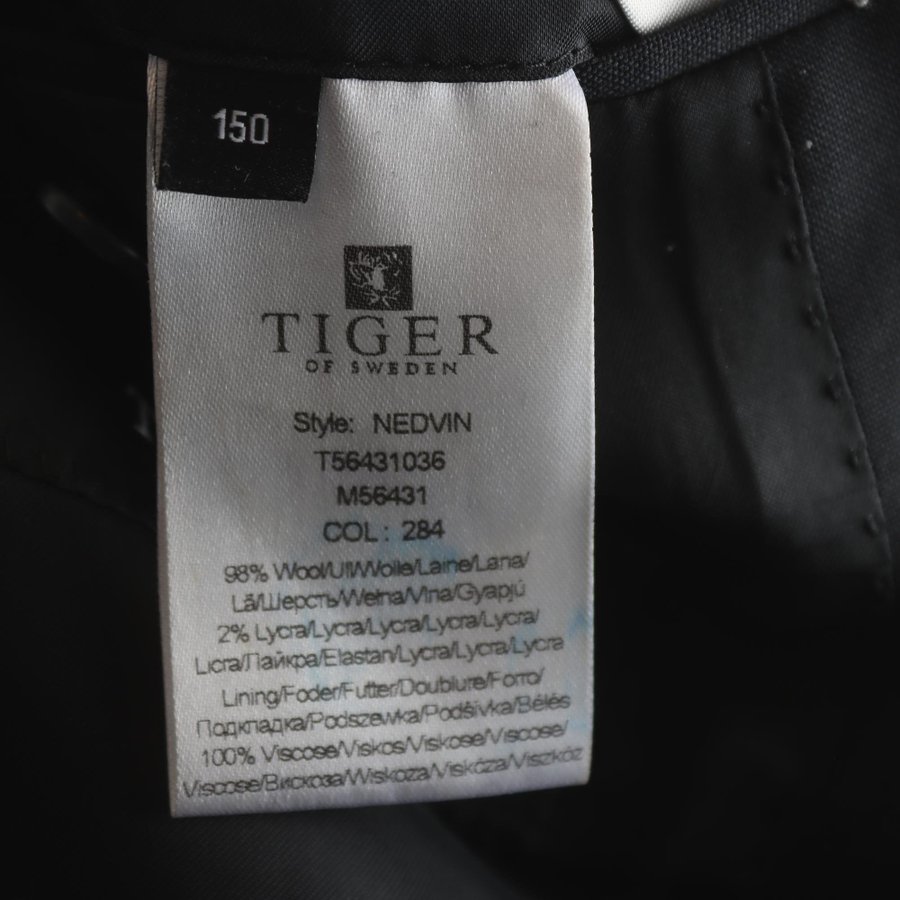 150
TIGER
OF SWEDEN
Style: NEDVIN
T56431036
M56431
COL: 284
98% Wool/Ull/Wolle/Laine/Lana/
Lã/Шерсть/Wełna/Vlna/Gyapjú
2% Lycra/Lycra/Lycra/Lycra/Lycra/
Licra/Лайкра/Elastan/Lycra/Lycra/Lycra
Lining/Foder/Futter/Doublure/Forro/
Подкладка/Podszewka/Podšívka/Bélés
100% Viscose/Viskos/Viskose/Viscose/
Viscose/Вискоза/Wiskoza/Viskóza/Viszkóz